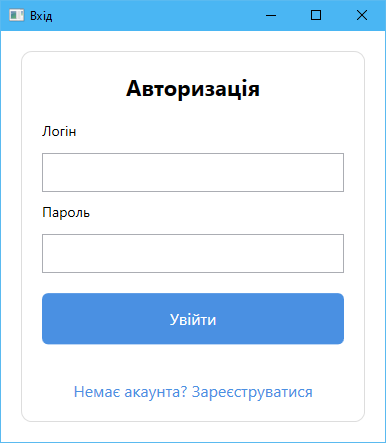 Вхід
Авторизація
Логін
Пароль
Увійти
Немає акаунта? Зареєструватися